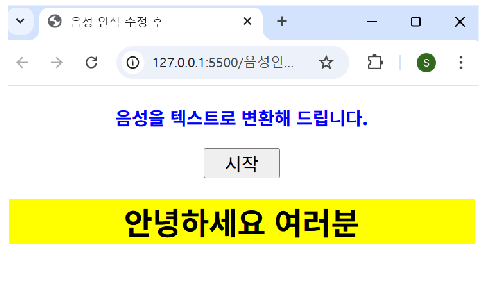 음성 인식 수정 후
127.0.0.1:5500/음성인...
S
음성을 텍스트로 변환해 드립니다.
시작
안녕하세요 여러분